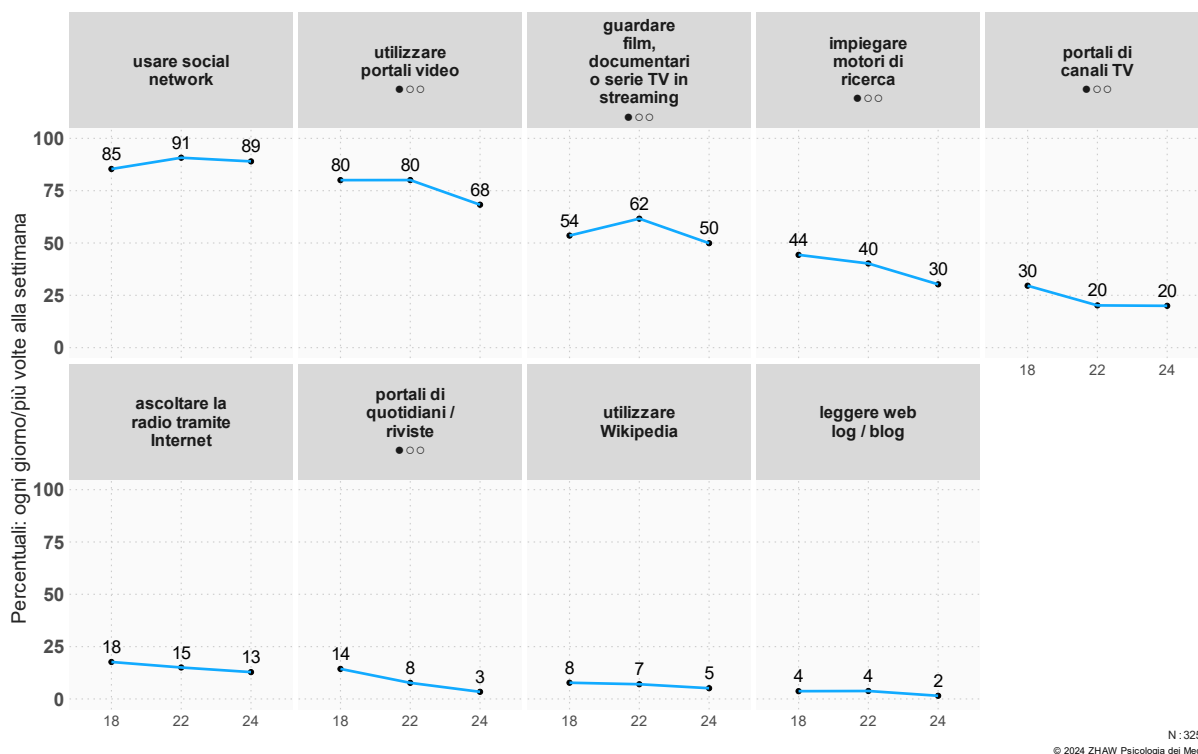 usare social
network
utilizzare
portali video
●○○
guardare
film,
documentari
o serie TV in
streaming
●○○
impiegare
motori di
ricerca
●○○
portali di
canali TV
●○○
Percentuali: ogni giorno/più volte alla settimana
100
75
50
25
0
85
91
89
80
80
68
54
62
50
44
40
30
30
20
20
18
22
24
ascoltare la
radio tramite
Internet
portali di
quotidiani /
riviste
●○○
utilizzare
Wikipedia
leggere web
log / blog
100
75
50
25
0
18
15
13
14
8
3
8
7
5
4
4
2
18
22
24
18
22
24
18
22
24
18
22
24
N : 325
© 2024 ZHAW Psicologia dei